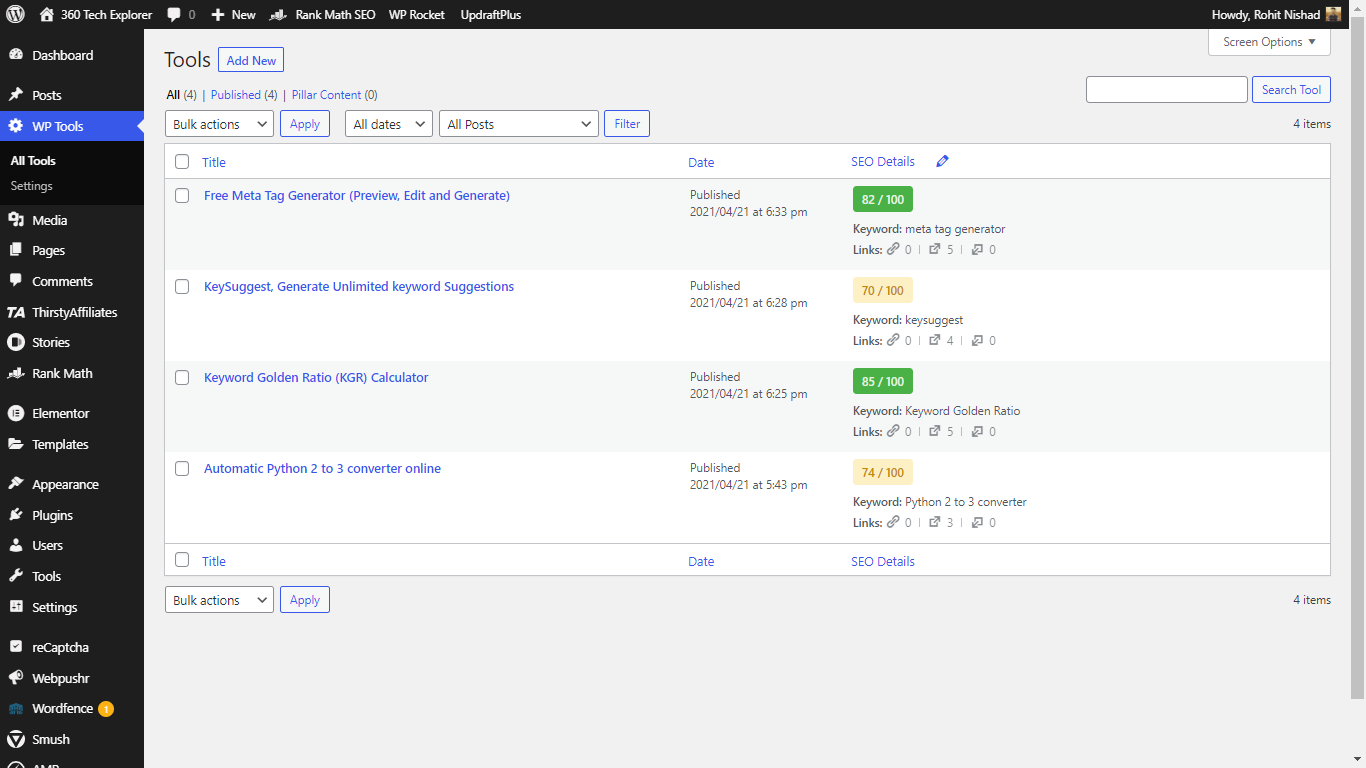 360 Tech Explorer 0 New Rank Math SEO WP Rocket UpdraftPlus Howdy, Rohit Nishad
Dashboard
Posts
WP Tools
All Tools
Settings
Media
Pages
Comments
TA ThirstyAffiliates
Stories
Rank Math
Elementor
Templates
Appearance
Plugins
Users
Tools
Settings
reCaptcha
Webpushr
Wordfence 1
Smush
Screen Options
Tools Add New
All (4) | Published (4) | Pillar Content (0)
Search Tool
Bulk actions Apply All dates All Posts Filter 4 items
Title Date SEO Details
Free Meta Tag Generator (Preview, Edit and Generate)
Published
2021/04/21 at 6:33 pm
82 / 100
Keyword: meta tag generator
Links: 0 | 5 | 0
KeySuggest, Generate Unlimited keyword Suggestions
Published
2021/04/21 at 6:28 pm
70 / 100
Keyword: keysuggest
Links: 0 | 4 | 0
Keyword Golden Ratio (KGR) Calculator
Published
2021/04/21 at 6:25 pm
85 / 100
Keyword: Keyword Golden Ratio
Links: 0 | 5 | 0
Automatic Python 2 to 3 converter online
Published
2021/04/21 at 5:43 pm
74 / 100
Keyword: Python 2 to 3 converter
Links: 0 | 3 | 0
Title Date SEO Details
Bulk actions Apply 4 items